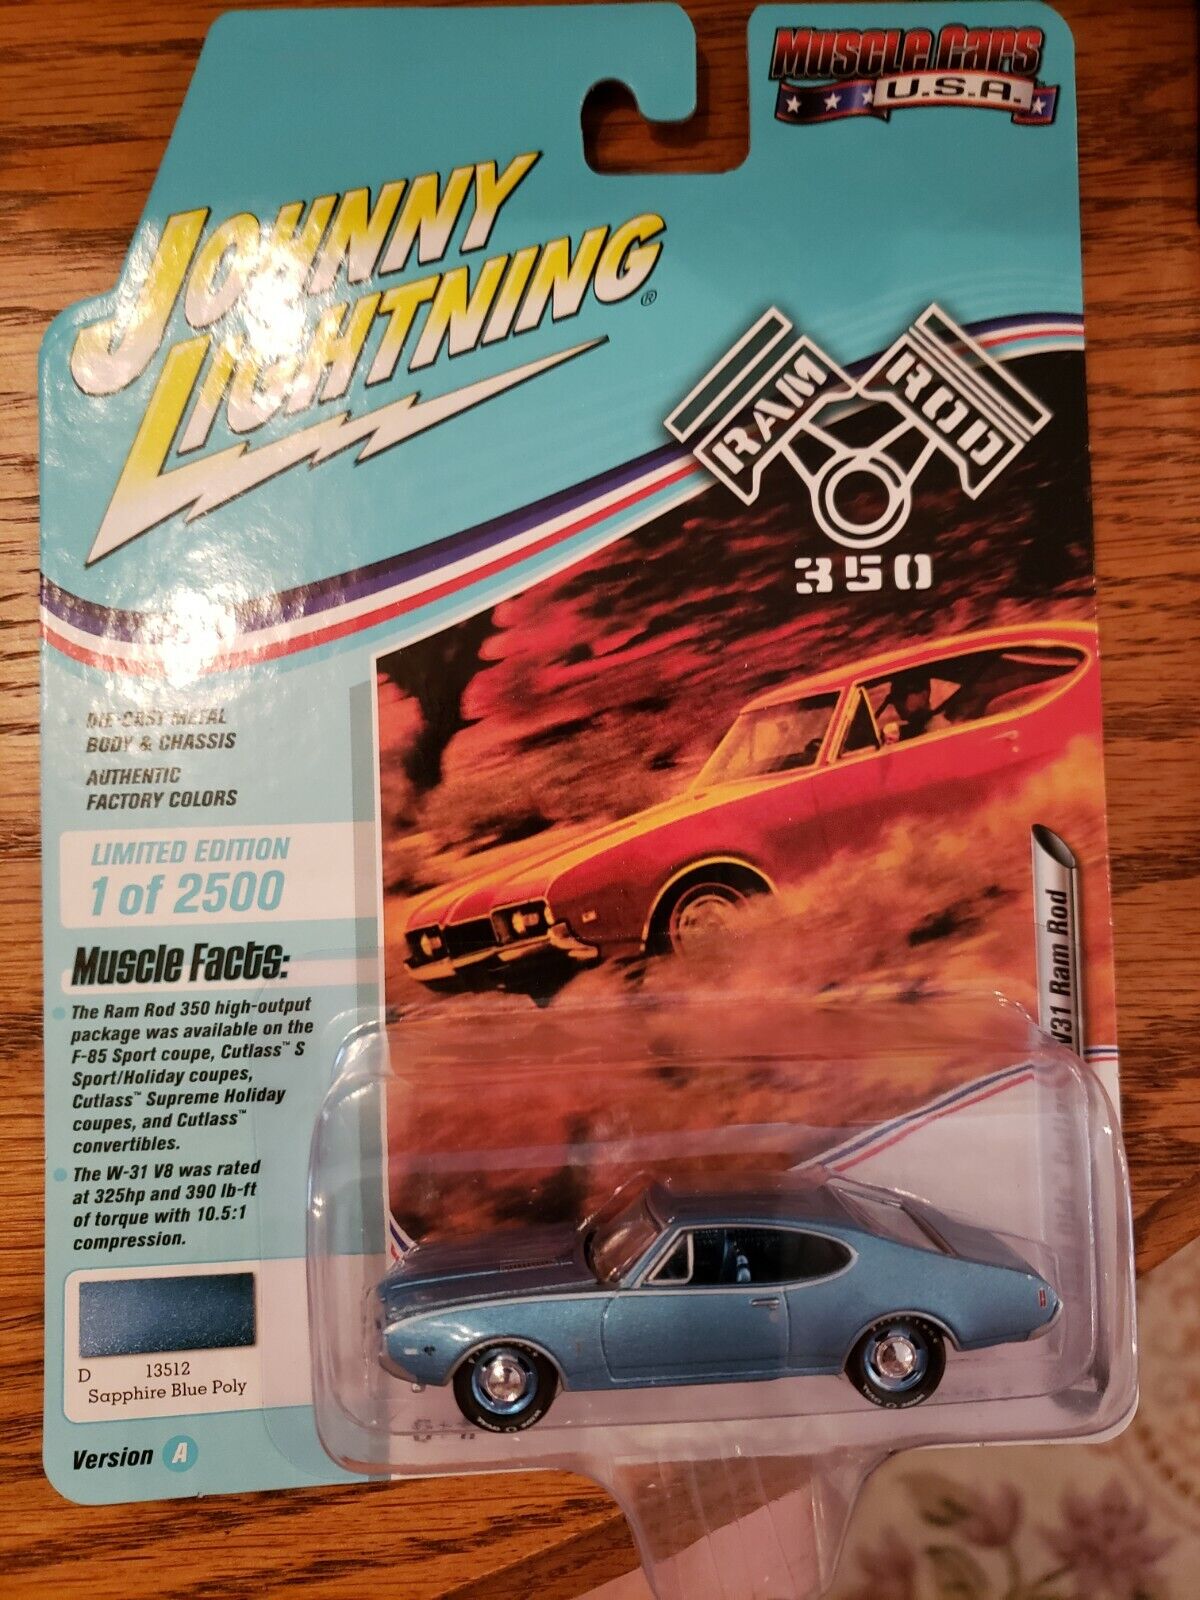 Muscle Cars
U.S.A.
JOHNNY
LIGHTNING®
RAM ROD
350
DIE-CAST METAL
BODY & CHASSIS
AUTHENTIC
FACTORY COLORS
LIMITED EDITION
1 of 2500
Muscle Facts:
The Ram Rod 350 high-output
package was available on the
F-85 Sport coupe, Cutlass™ S
Sport/Holiday coupes,
Cutlass™ Supreme Holiday
coupes, and Cutlass™
convertibles.
The W-31 V8 was rated
at 325hp and 390 lb-ft
of torque with 10.5:1
compression.
D 13512
Sapphire Blue Poly
Version A
W31 Ram Rod